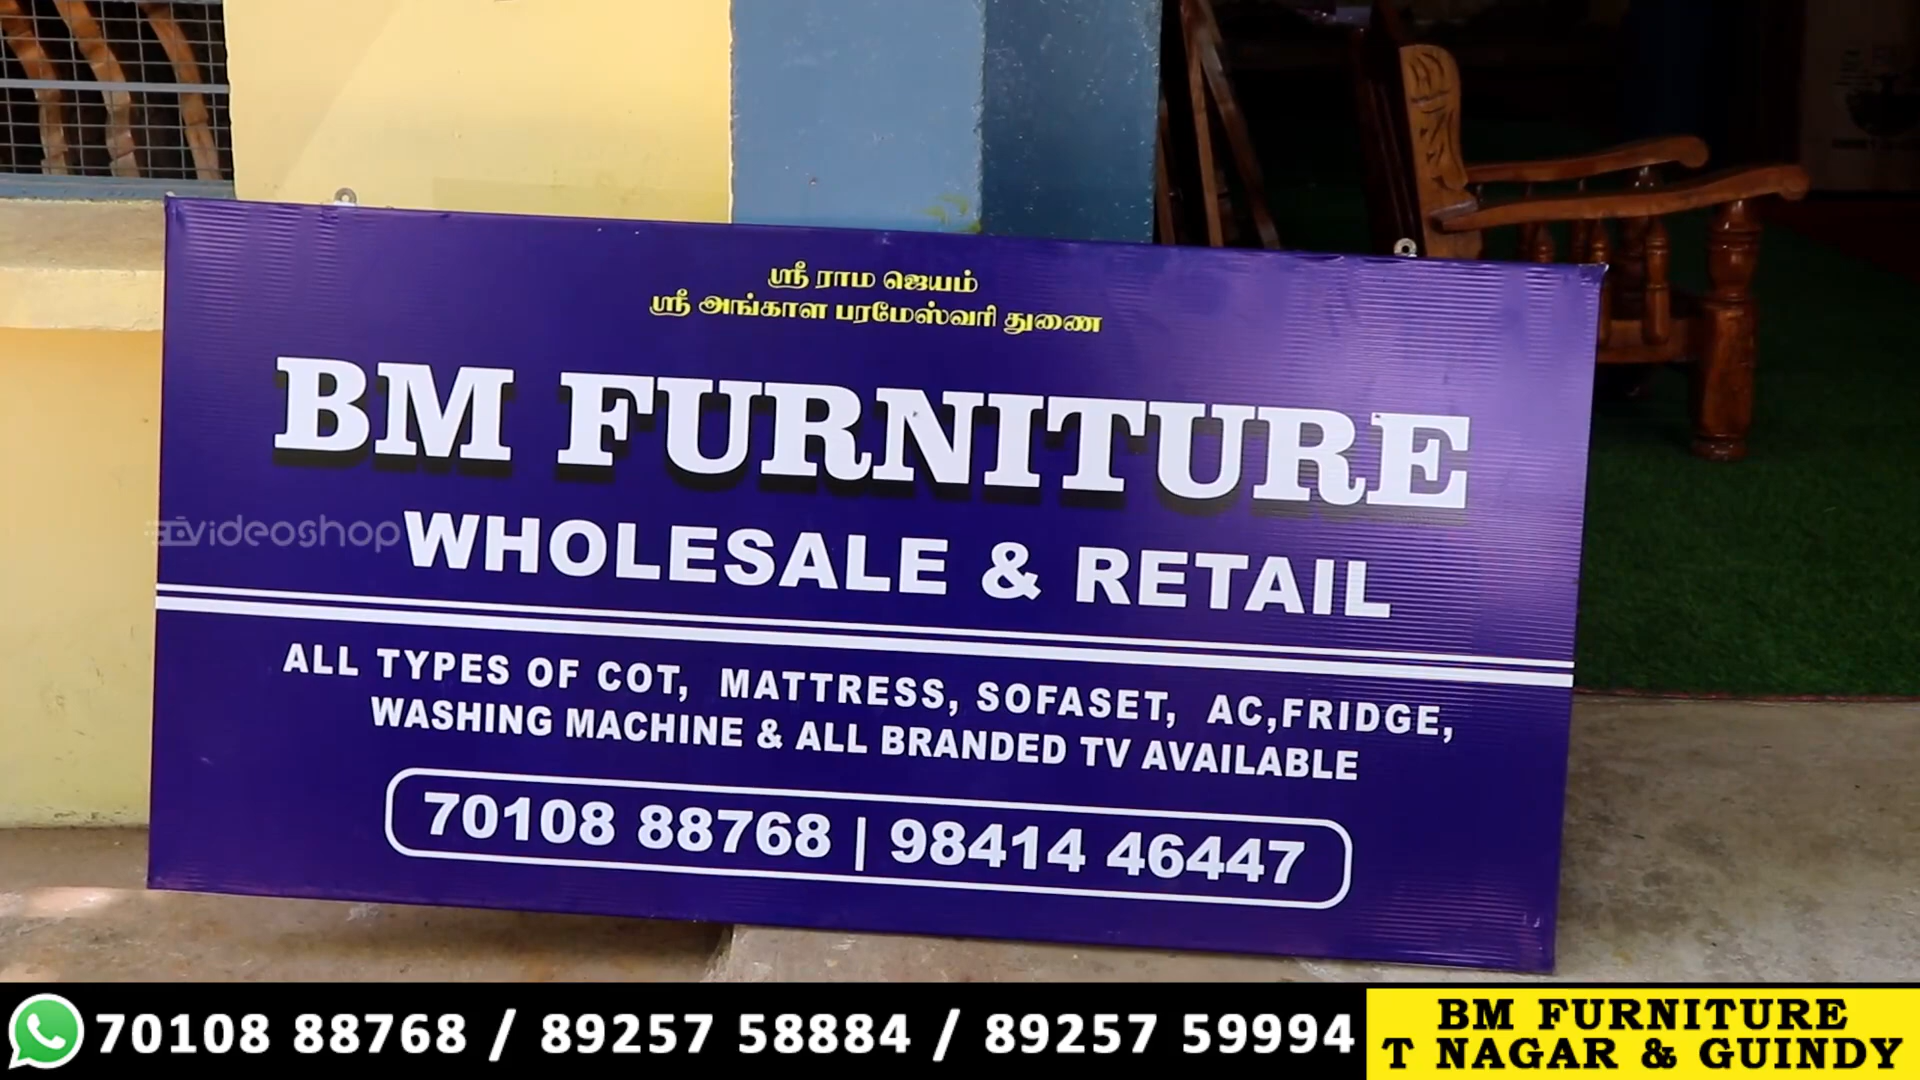 ஸ்ரீ ராம ஜெயம்
ஸ்ரீ அங்காள பரமேஸ்வரி துணை
BM FURNITURE
WHOLESALE & RETAIL
videoshop
ALL TYPES OF COT, MATTRESS, SOFASET, AC,FRIDGE,
WASHING MACHINE & ALL BRANDED TV AVAILABLE
70108 88768 | 98414 46447
70108 88768 / 89257 58884 / 89257 59994
BM FURNITURE
T NAGAR & GUINDY